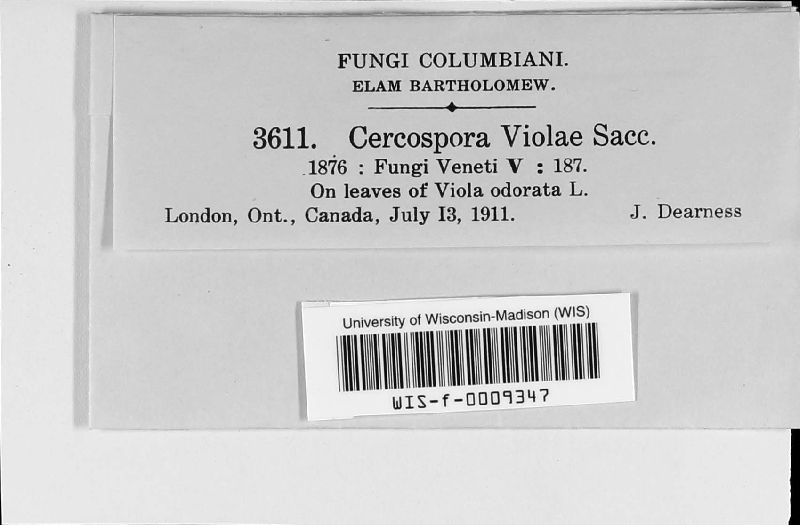 FUNGI COLUMBIANI.
ELAM BARTHOLOMEW.
3611. Cercospora Violae Sacc.
1876 : Fungi Veneti V : 187.
On leaves of Viola odorata L.
London, Ont., Canada, July 13, 1911. J. Dearness
University of Wisconsin-Madison (WIS)
WIS-f-0009347